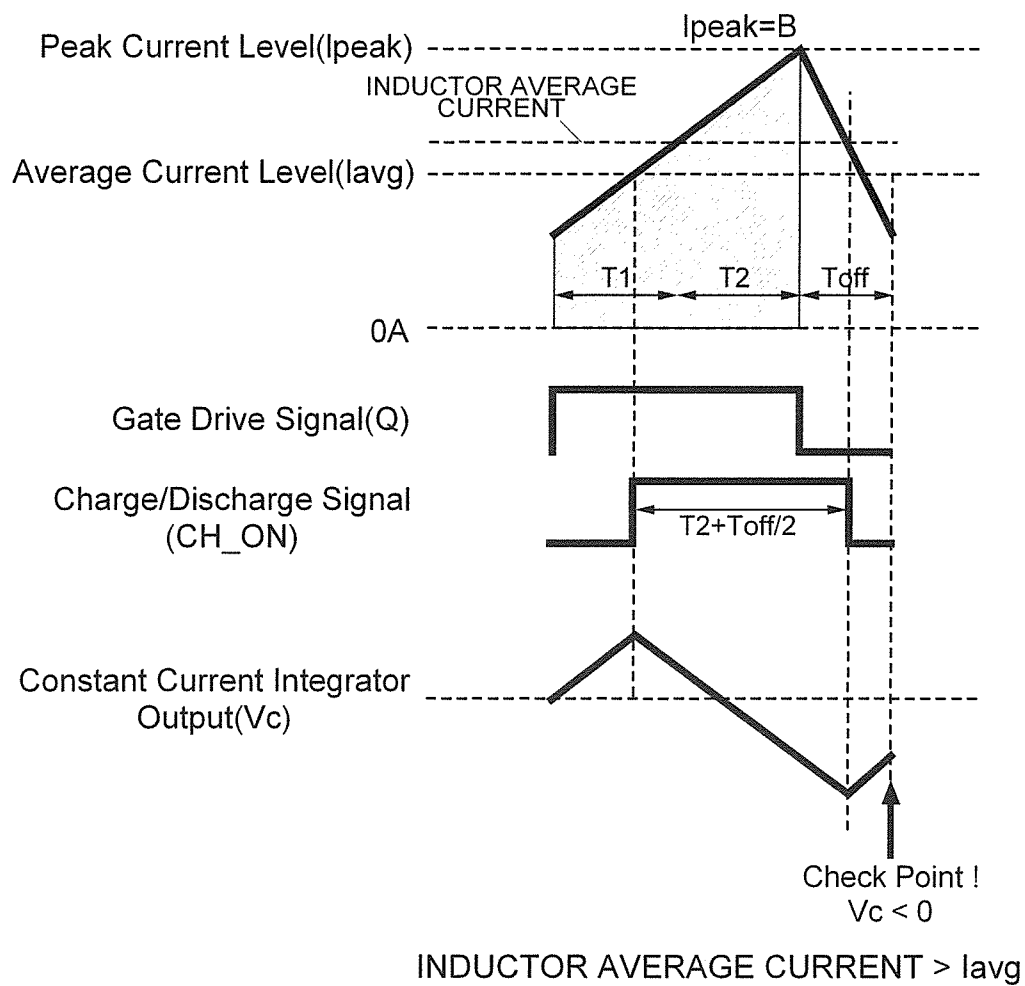 Ipeak=B
Peak Current Level(Ipeak)
INDUCTOR AVERAGE
CURRENT
Average Current Level(Iavg)
T1
T2
Toff
0A
Gate Drive Signal(Q)
Charge/Discharge Signal
(CH_ON)
T2+Toff/2
Constant Current Integrator
Output(Vc)
Check Point !
Vc < 0
INDUCTOR AVERAGE CURRENT > Iavg